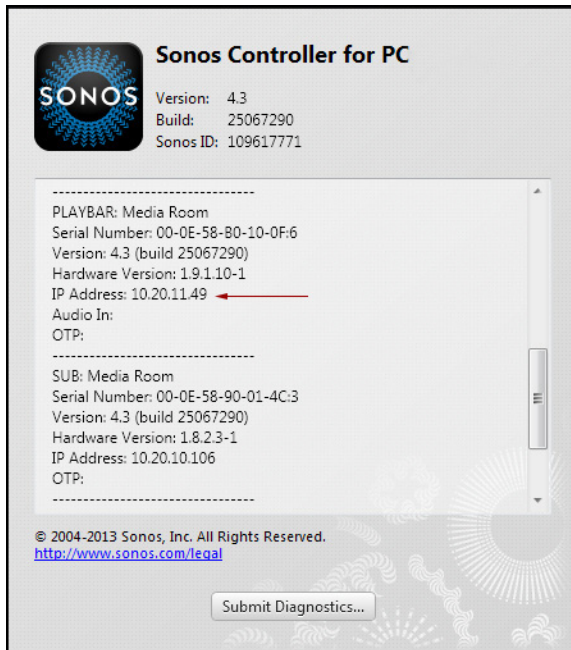 SONOS
Sonos Controller for PC
Version: 4.3
Build: 25067290
Sonos ID: 109617771
---------------------------------
PLAYBAR: Media Room
Serial Number: 00-0E-58-B0-10-0F:6
Version: 4.3 (build 25067290)
Hardware Version: 1.9.1.10-1
IP Address: 10.20.11.49
Audio In:
OTP:
---------------------------------
SUB: Media Room
Serial Number: 00-0E-58-90-01-4C:3
Version: 4.3 (build 25067290)
Hardware Version: 1.8.2.3-1
IP Address: 10.20.10.106
OTP:
---------------------------------
© 2004-2013 Sonos, Inc. All Rights Reserved.
http://www.sonos.com/legal
Submit Diagnostics...